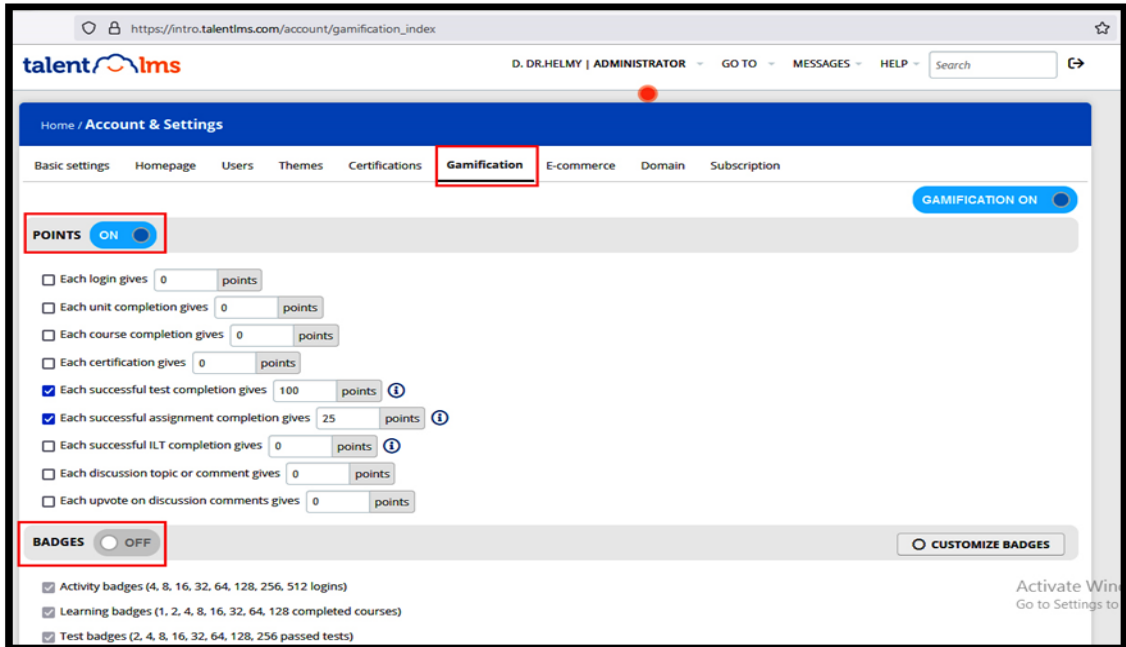 https://intro.talentlms.com/account/gamification_index
talentlms D. DR.HELMY | ADMINISTRATOR GO TO MESSAGES HELP Search
Home / Account & Settings
Basic settings Homepage Users Themes Certifications Gamification E-commerce Domain Subscription
GAMIFICATION ON
POINTS ON
Each login gives 0 points
Each unit completion gives 0 points
Each course completion gives 0 points
Each certification gives 0 points
Each successful test completion gives 100 points
Each successful assignment completion gives 25 points
Each successful ILT completion gives 0 points
Each discussion topic or comment gives 0 points
Each upvote on discussion comments gives 0 points
BADGES OFF CUSTOMIZE BADGES
Activity badges (4, 8, 16, 32, 64, 128, 256, 512 logins)
Activate Win
Learning badges (1, 2, 4, 8, 16, 32, 64, 128 completed courses)
Go to Settings to
Test badges (2, 4, 8, 16, 32, 64, 128, 256 passed tests)